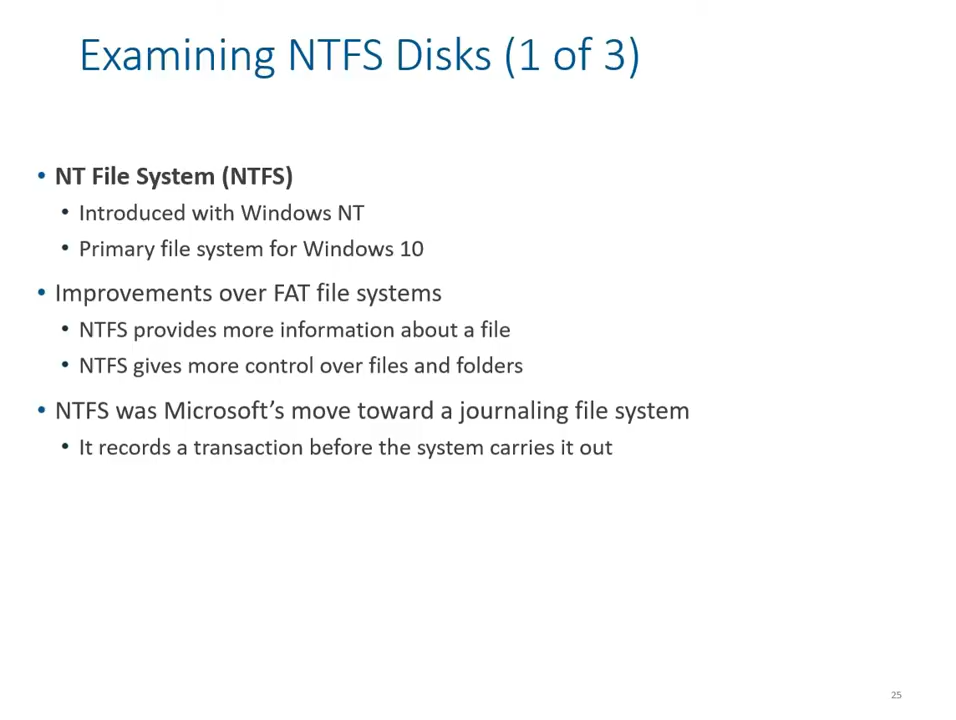 Examining NTFS Disks (1 of 3)
• NT File System (NTFS)
• Introduced with Windows NT
• Primary file system for Windows 10
• Improvements over FAT file systems
• NTFS provides more information about a file
• NTFS gives more control over files and folders
• NTFS was Microsoft’s move toward a journaling file system
• It records a transaction before the system carries it out
25